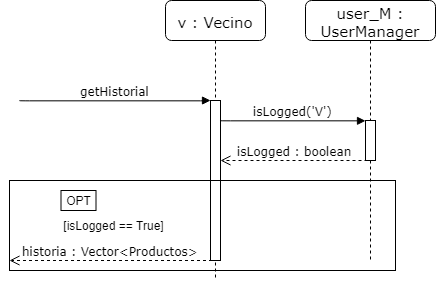 v : Vecino
user_M :
UserManager
getHistorial
isLogged('V')
isLogged : boolean
OPT
[isLogged == True]
historia : Vector<Productos>